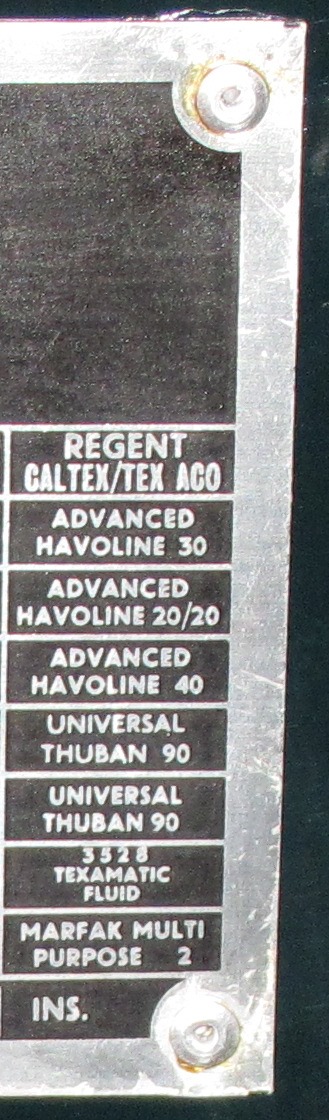 REGENT
CALTEX/TEX ACO
ADVANCED
HAVOLINE 30
ADVANCED
HAVOLINE 20/20
ADVANCED
HAVOLINE 40
UNIVERSAL
THUBAN 90
UNIVERSAL
THUBAN 90
3528
TEXAMATIC
FLUID
MARFAK MULTI
PURPOSE 2
INS.